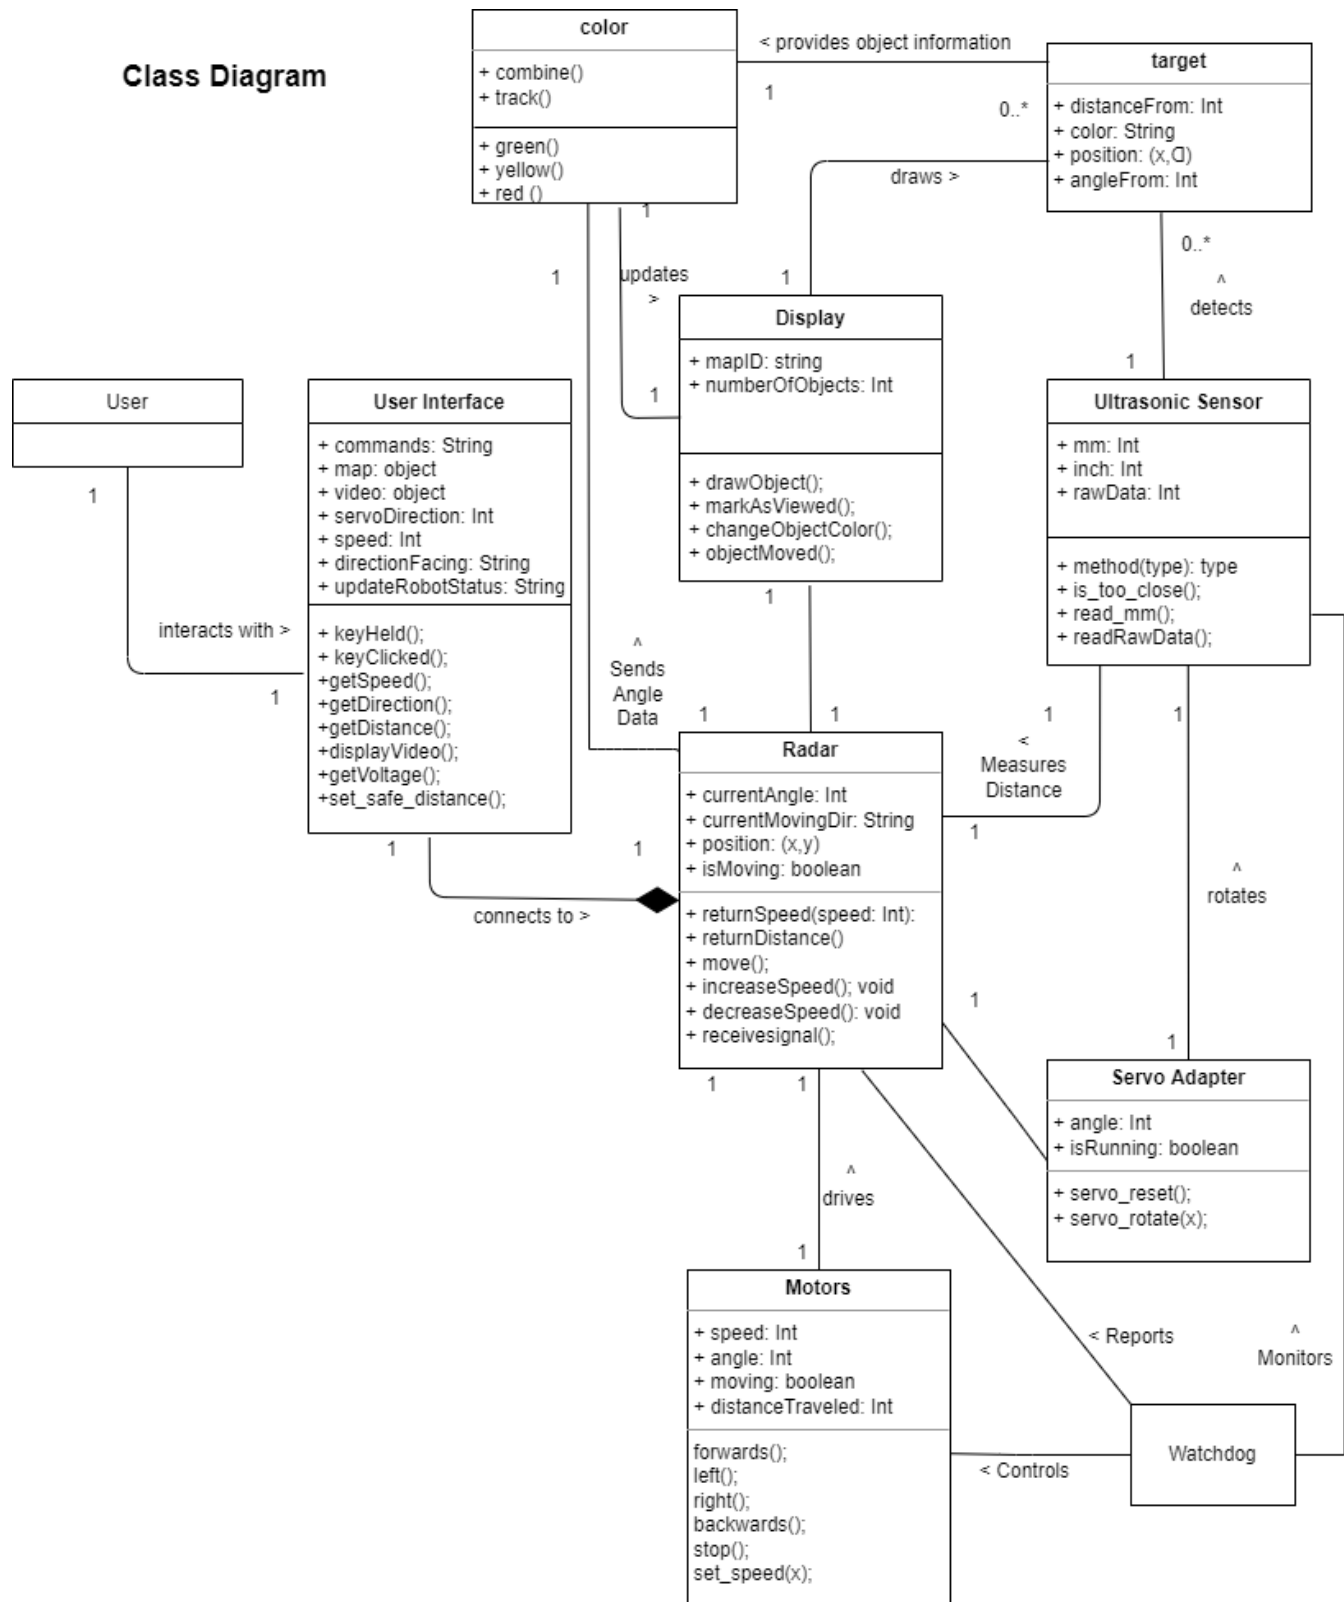 Class Diagram
color
+ combine()
+ track()
+ green()
+ yellow()
+ red ()
< provides object information
1
0..*
target
+ distanceFrom: Int
+ color: String
+ position: (x,D)
+ angleFrom: Int
draws >
1
1
updates
>
1
1
0..*
^
detects
1
Display
+ mapID: string
+ numberOfObjects: Int
+ drawObject();
+ markAsViewed();
+ changeObjectColor();
+ objectMoved();
1
User
1
interacts with >
1
User Interface
+ commands: String
+ map: object
+ video: object
+ servoDirection: Int
+ speed: Int
+ directionFacing: String
+ updateRobotStatus: String
+ keyHeld();
+ keyClicked();
+getSpeed();
+getDirection();
+getDistance();
+displayVideo();
+getVoltage();
+set_safe_distance();
1
connects to >
1
Ultrasonic Sensor
+ mm: Int
+ inch: Int
+ rawData: Int
+ method(type): type
+ is_too_close();
+ read_mm();
+ readRawData();
^
Sends
Angle
Data
1
1
1
<
Measures
Distance
1
1
Radar
+ currentAngle: Int
+ currentMovingDir: String
+ position: (x,y)
+ isMoving: boolean
+ returnSpeed(speed: Int):
+ returnDistance()
+ move();
+ increaseSpeed(); void
+ decreaseSpeed(): void
+ receivesignal();
1
1
1
^
rotates
1
Servo Adapter
+ angle: Int
+ isRunning: boolean
+ servo_reset();
+ servo_rotate(x);
^
drives
1
Motors
+ speed: Int
+ angle: Int
+ moving: boolean
+ distanceTraveled: Int
forwards();
left();
right();
backwards();
stop();
set_speed(x);
< Reports
^
Monitors
< Controls
Watchdog